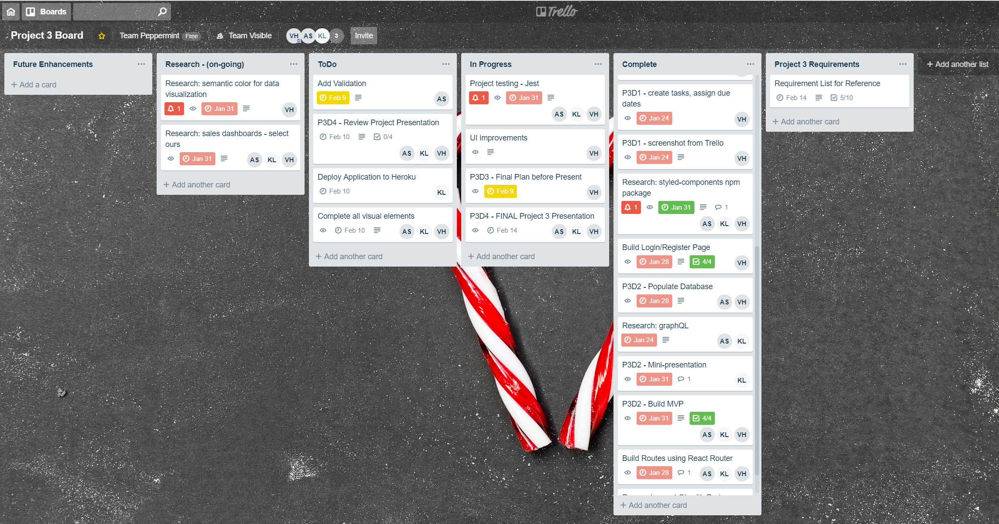 Boards
Trello
Project 3 Board
Team Peppermint Free
Team Visible
VH AS KL 3
Invite
Future Enhancements
+ Add a card
Research - (on-going)
Research: semantic color for data
visualization
1 Jan 31
VH
Research: sales dashboards - select
ours
Jan 31
AS KL VH
+ Add another card
ToDo
Add Validation
Feb 9
AS
P3D4 - Review Project Presentation
Feb 10 0/4
AS KL VH
Deploy Application to Heroku
Feb 10
KL
Complete all visual elements
Feb 10
AS KL VH
+ Add another card
In Progress
Project testing - Jest
1 Jan 31
AS KL VH
UI improvements
VH
P3D3 - Final Plan before Present
Feb 9
VH
P3D4 - FINAL Project 3 Presentation
Feb 14
AS KL VH
+ Add another card
Complete
P3D1 - create tasks, assign due
dates
Jan 24
VH
P3D1 - screenshot from Trello
Jan 24
VH
Research: styled-components npm
package
1 Jan 31 1
AS KL VH
Build Login/Register Page
Jan 28 4/4
VH
P3D2 - Populate Database
Jan 28
AS VH
Research: graphQL
Jan 24
AS KL
P3D2 - Mini-presentation
Jan 31 1
KL
P3D2 - Build MVP
Jan 31 4/4
AS KL VH
Build Routes using React Router
Jan 28 1
AS KL VH
+ Add another card
Project 3 Requirements
Requirement List for Reference
Feb 14 5/10
+ Add another card
+ Add another list